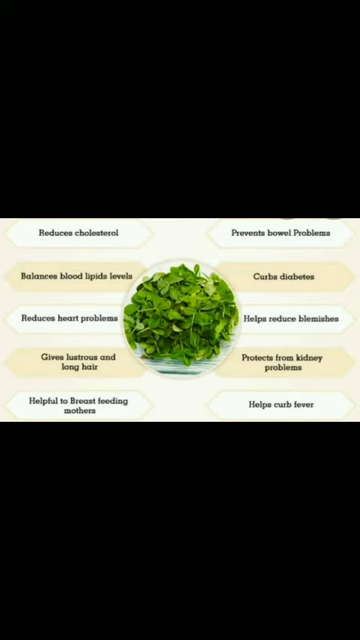 Reduces cholesterol
Balances blood lipids levels
Reduces heart problems
Gives lustrous and
long hair
Helpful to Breast feeding
mothers
Prevents bowel Problems
Curbs diabetes
Helps reduce blemishes
Protects from kidney
problems
Helps curb fever